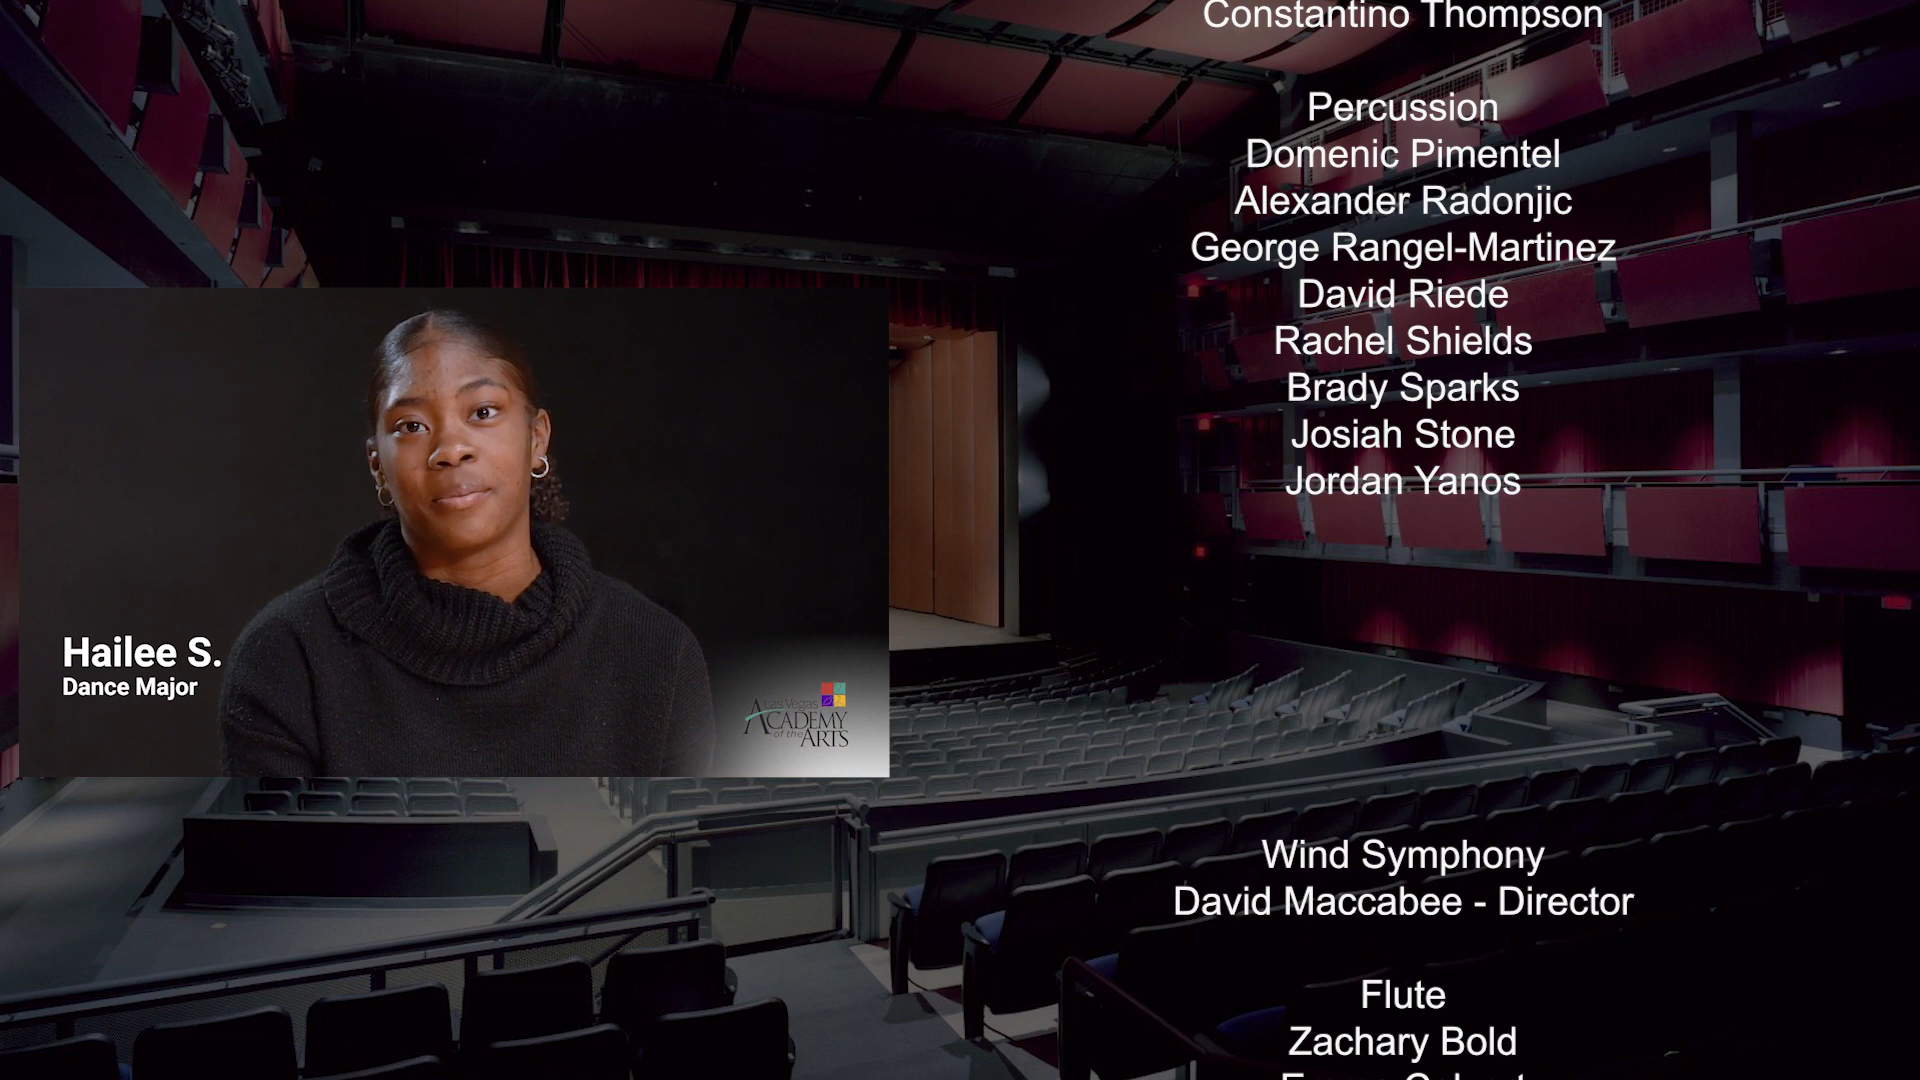 Constantino Thompson
Percussion
Domenic Pimentel
Alexander Radonjic
George Rangel-Martinez
David Riede
Rachel Shields
Brady Sparks
Josiah Stone
Jordan Yanos
Wind Symphony
David Maccabee - Director
Flute
Zachary Bold
Hailee S.
Dance Major
Las Vegas
ACADEMY
of the ARTS